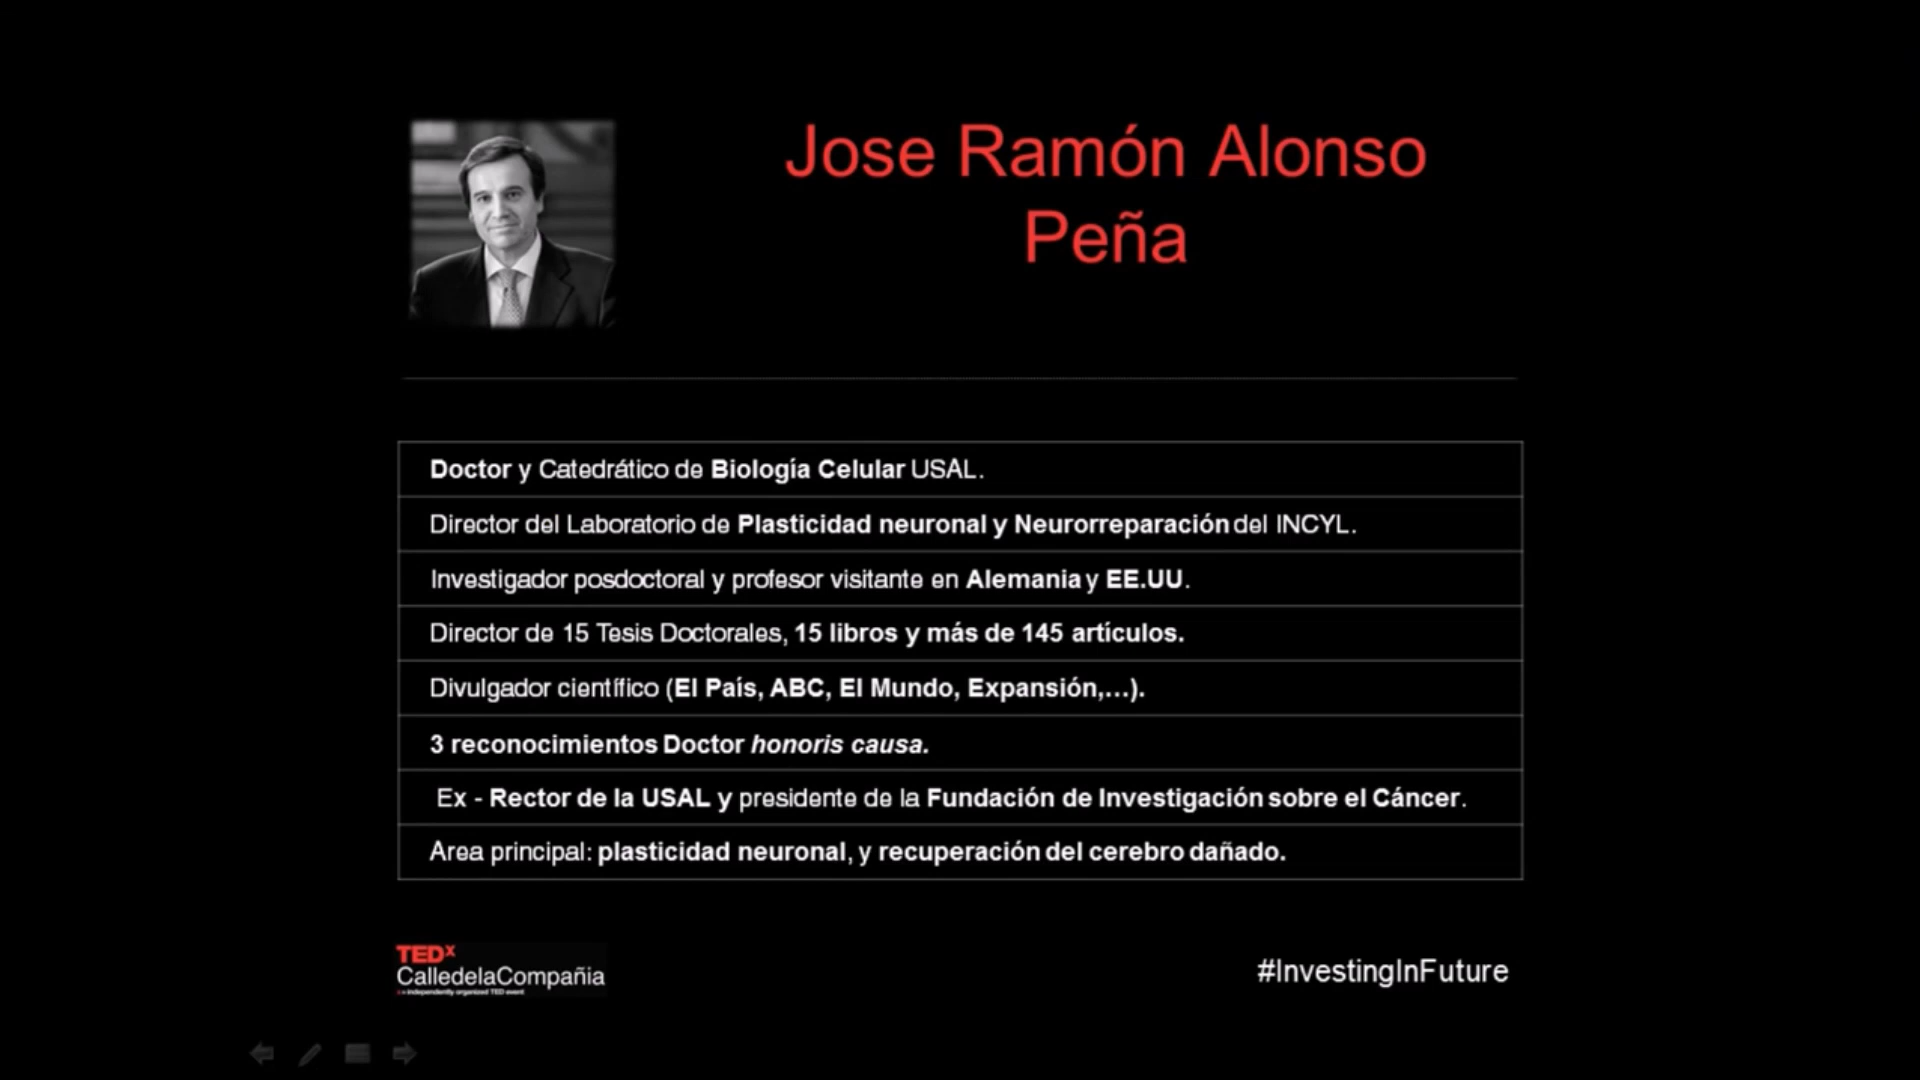 Jose Ramón Alonso
Peña
Doctor y Catedrático de Biología Celular USAL.
Director del Laboratorio de Plasticidad neuronal y Neurorreparación del INCYL.
Investigador posdoctoral y profesor visitante en Alemania y EE.UU.
Director de 15 Tesis Doctorales, 15 libros y más de 145 artículos.
Divulgador científico (El País, ABC, El Mundo, Expansión,...).
3 reconocimientos Doctor honoris causa.
Ex - Rector de la USAL y presidente de la Fundación de Investigación sobre el Cáncer.
Area principal: plasticidad neuronal, y recuperación del cerebro dañado.
TEDx
CalledelaCompañia
x = independently organized TED event
#InvestingInFuture